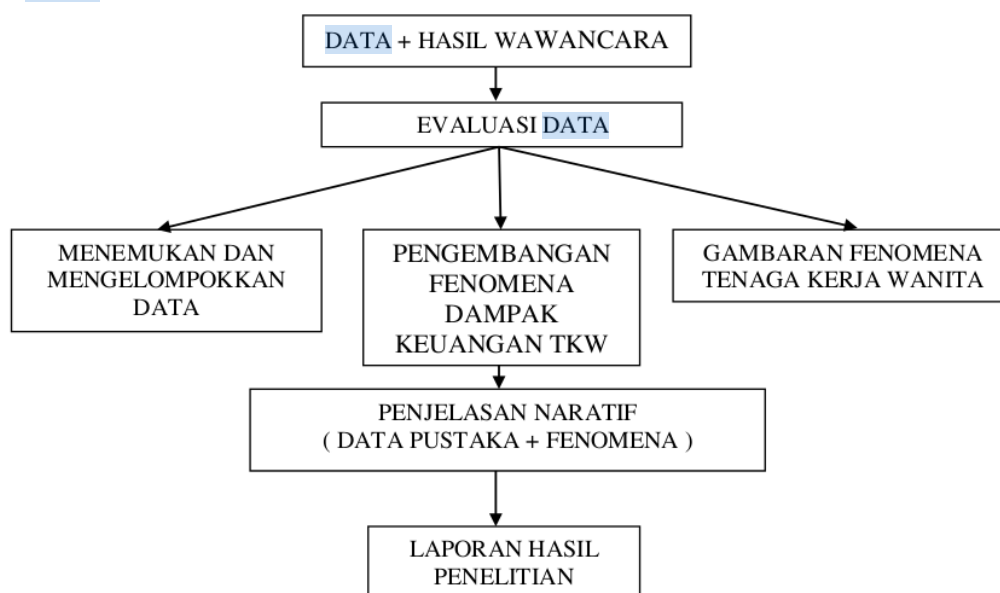 DATA + HASIL WAWANCARA
EVALUASI DATA
MENEMUKAN DAN
MENGELOMPOKKAN
DATA
PENGEMBANGAN
FENOMENA
DAMPAK
KEUANGAN TKW
GAMBARAN FENOMENA
TENAGA KERJA WANITA
PENJELASAN NARATIF
( DATA PUSTAKA + FENOMENA )
LAPORAN HASIL
PENELITIAN